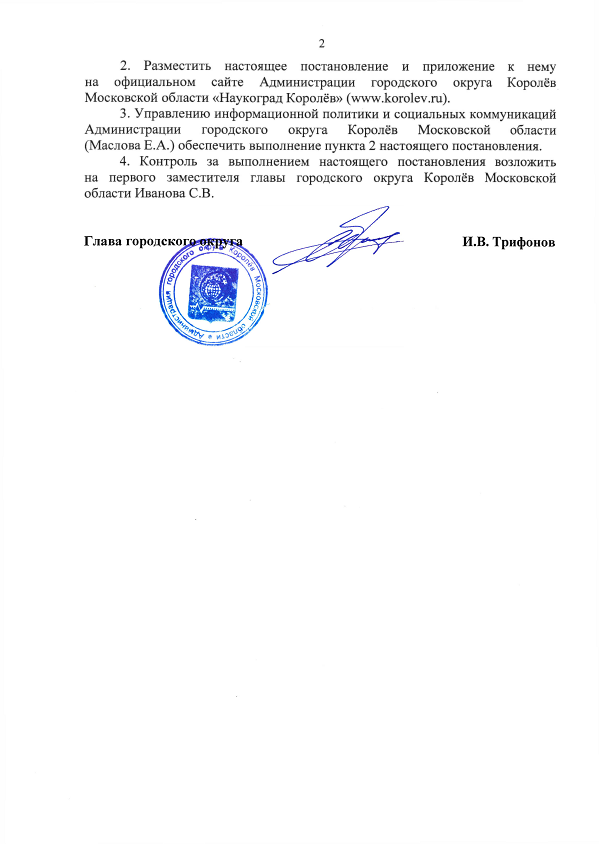 2
2. Разместить настоящее постановление и приложение к нему
на официальном сайте Администрации городского округа Королёв
Московской области «Наукоград Королёв» (www.korolev.ru).
3. Управлению информационной политики и социальных коммуникаций
Администрации городского округа Королёв Московской области
(Маслова Е.А.) обеспечить выполнение пункта 2 настоящего постановления.
4. Контроль за выполнением настоящего постановления возложить
на первого заместителя главы городского округа Королёв Московской
области Иванова С.В.
Глава городского округа
И.В. Трифонов
Администрация городского округа Королёв Московской области